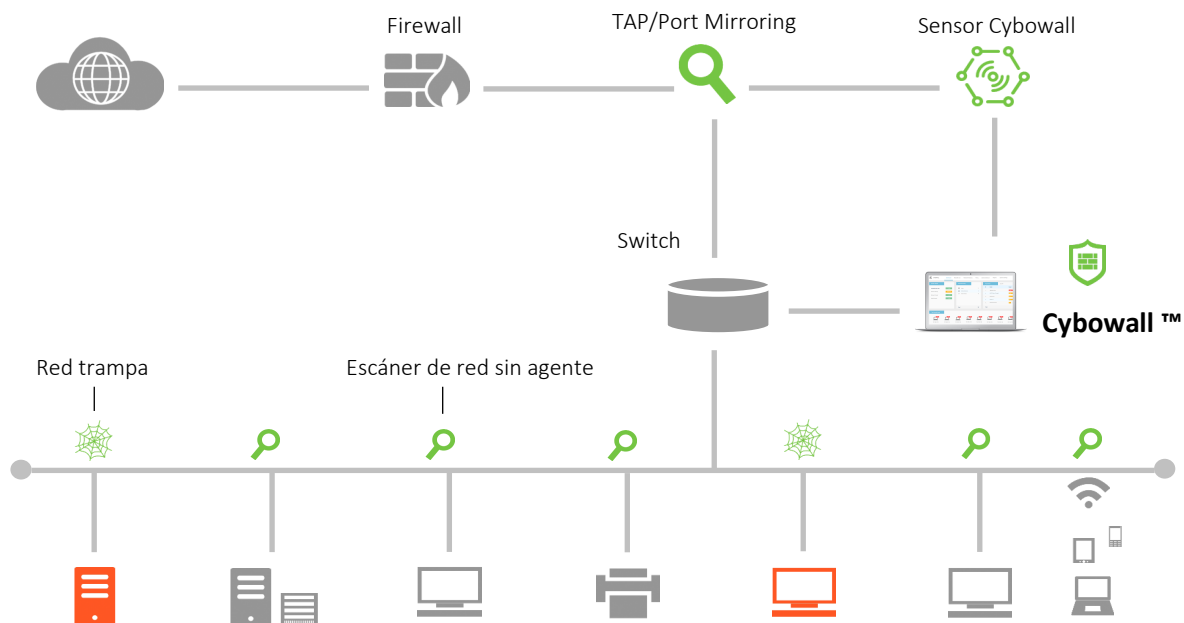 Firewall
TAP/Port Mirroring
Sensor Cybowall
Switch
Cybowall ™
Red trampa
Escáner de red sin agente